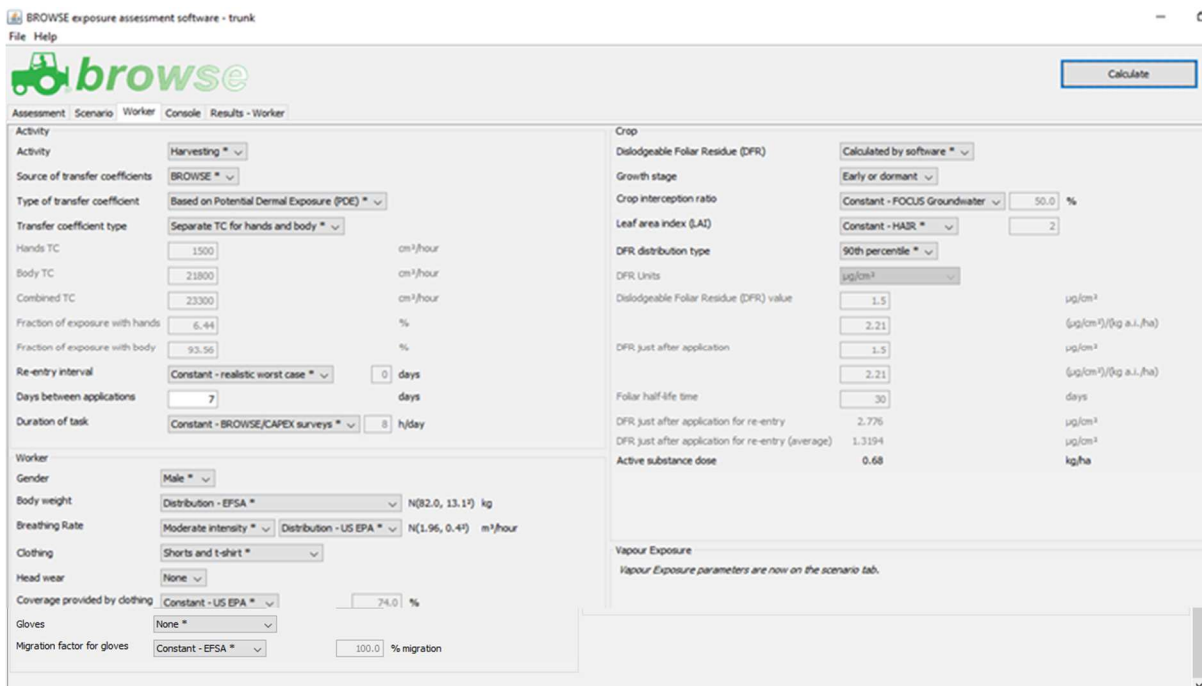 BROWSE exposure assessment software - trunk
File Help
browse
Calculate
Assessment Scenario Worker Console Results - Worker
Activity
Activity Harvesting *
Source of transfer coefficients BROWSE *
Type of transfer coefficient Based on Potential Dermal Exposure (PDE) *
Transfer coefficient type Separate TC for hands and body *
Hands TC 1500 cm²/hour
Body TC 21800 cm²/hour
Combined TC 23300 cm²/hour
Fraction of exposure with hands 6.44 %
Fraction of exposure with body 93.56 %
Re-entry interval Constant - realistic worst case * 0 days
Days between applications 7 days
Duration of task Constant - BROWSE/CAPEX surveys * 8 h/day
Worker
Gender Male *
Body weight Distribution - EFSA * N(82.0, 13.1²) kg
Breathing Rate Moderate intensity * Distribution - US EPA * N(1.96, 0.4²) m³/hour
Clothing Shorts and t-shirt *
Head wear None
Coverage provided by clothing Constant - US EPA * 74.0 %
Gloves None *
Migration factor for gloves Constant - EFSA * 100.0 % migration
Crop
Dislodgeable Foliar Residue (DFR) Calculated by software *
Growth stage Early or dormant
Crop interception ratio Constant - FOCUS Groundwater 50.0 %
Leaf area index (LAI) Constant - HAIR * 2
DFR distribution type 90th percentile *
DFR Units µg/cm²
Dislodgeable Foliar Residue (DFR) value 1.5 µg/cm²
2.21 (µg/cm²)/(kg a.i./ha)
DFR just after application 1.5 µg/cm²
2.21 (µg/cm²)/(kg a.i./ha)
Foliar half-life time 30 days
DFR just after application for re-entry 2.776 µg/cm²
DFR just after application for re-entry (average) 1.3194 µg/cm²
Active substance dose 0.68 kg/ha
Vapour Exposure
Vapour Exposure parameters are now on the scenario tab.